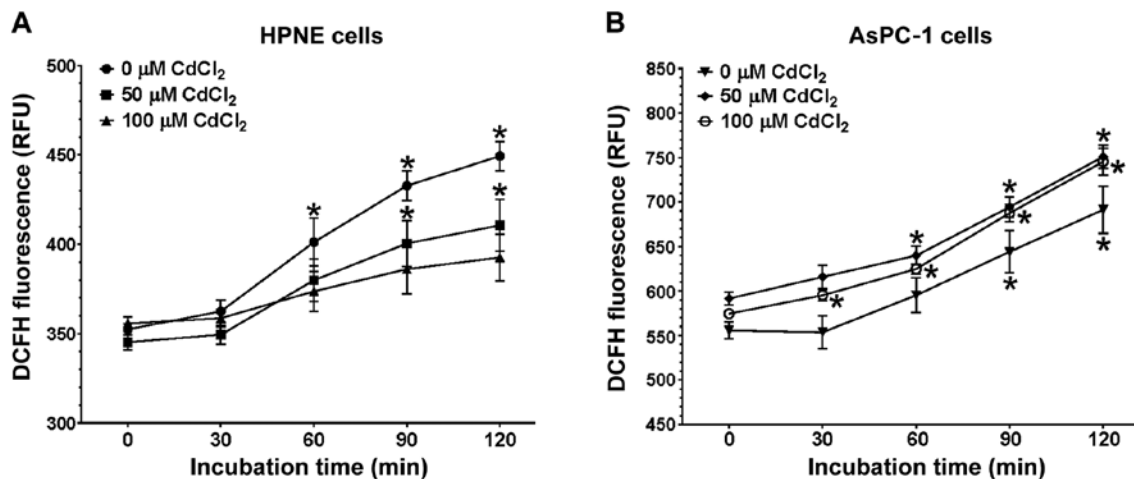 A
HPNE cells
0 μM CdCl₂
50 μM CdCl₂
100 μM CdCl₂
DCFH fluorescence (RFU)
500
450
400
350
300
* * * * *
0 30 60 90 120
Incubation time (min)
B
AsPC-1 cells
0 μM CdCl₂
50 μM CdCl₂
100 μM CdCl₂
DCFH fluorescence (RFU)
850
800
750
700
650
600
550
500
450
* * * * * * * * *
0 30 60 90 120
Incubation time (min)